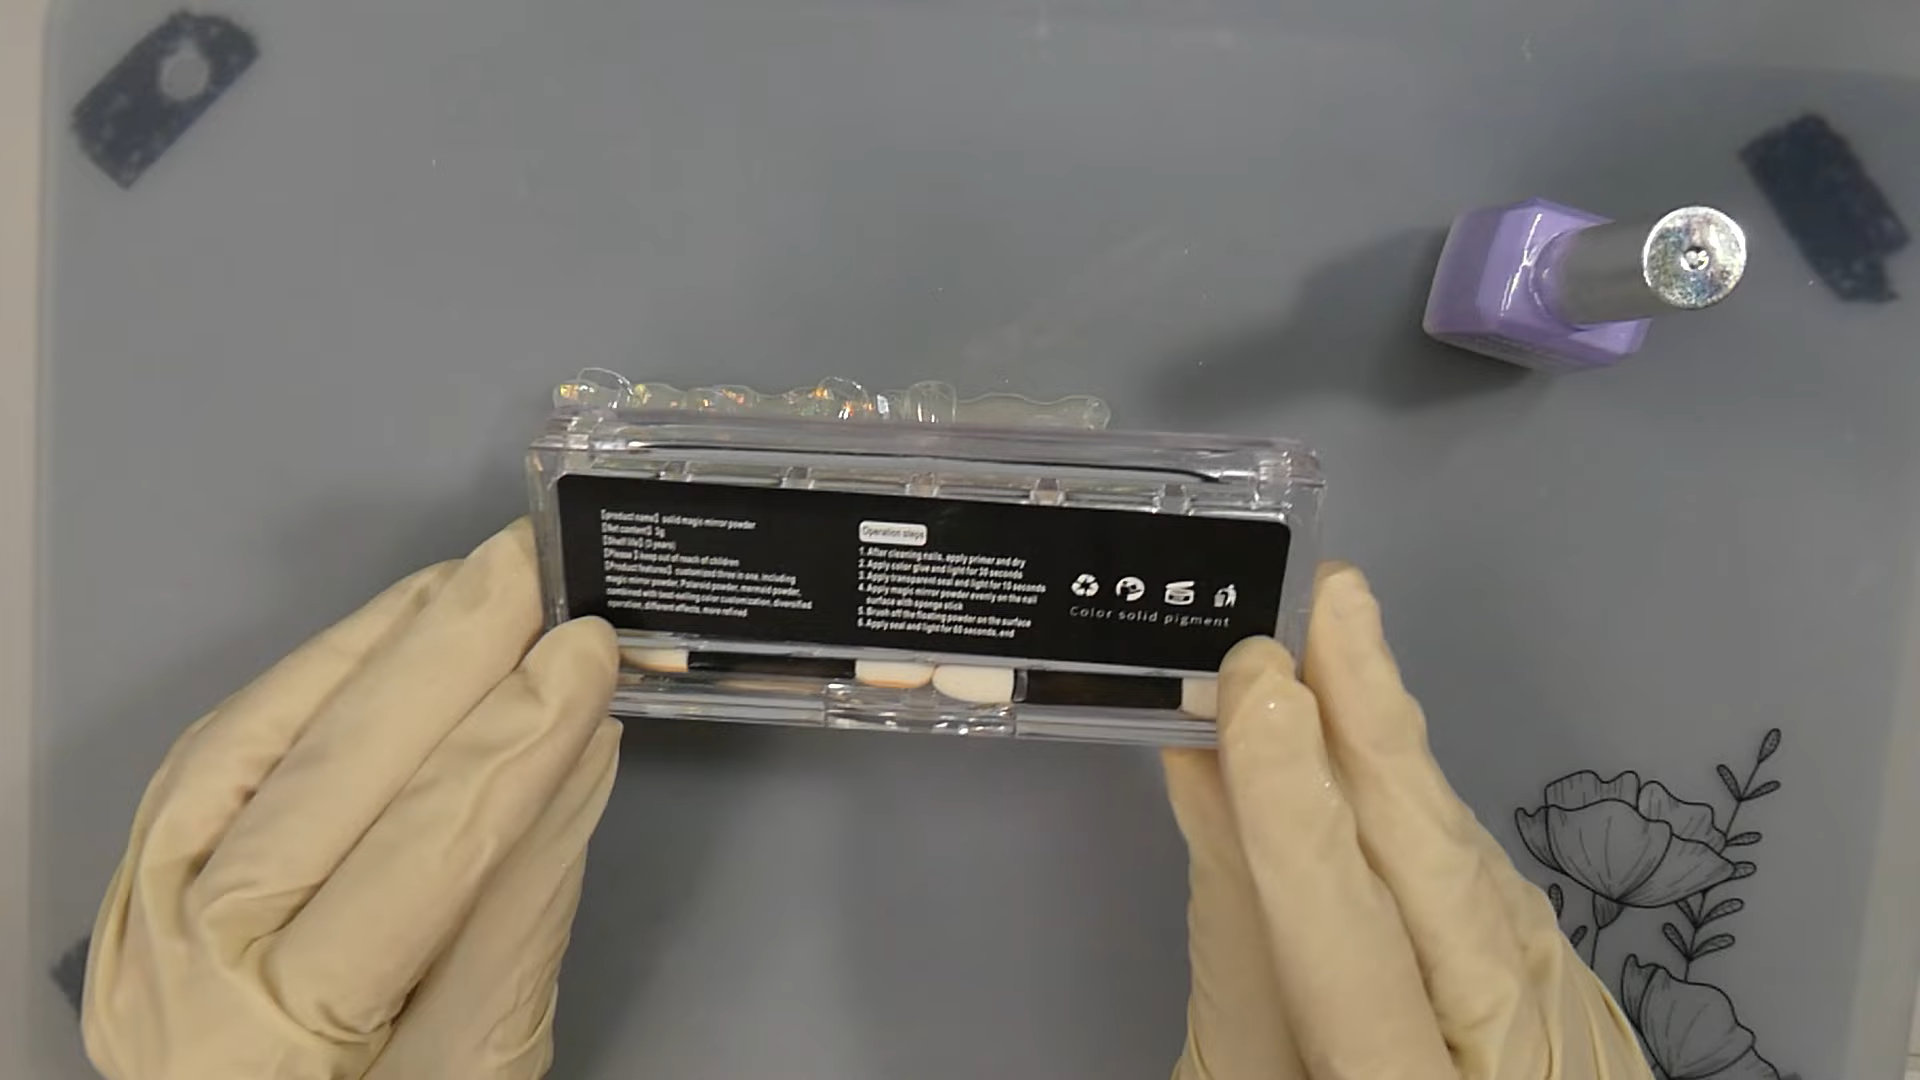 【product name】 solid magic mirror powder
【Net content】 1g
【Shelf life】 (3 years)
【Please】 keep out of reach of children
【Product features】 customized three in one, including
magic mirror powder, Polaroid powder, mermaid powder,
combined with best-selling color customization, diversified
operation, different effects, more refined
Operation steps
1. After cleaning nails, apply primer and dry
2. Apply color glue and light for 30 seconds
3. Apply transparent seal and light for 10 seconds
4. Apply magic mirror powder evenly on the nail
surface with sponge stick
5. Brush off the floating powder on the surface
6. Apply seal and light for 60 seconds, end
Color solid pigment